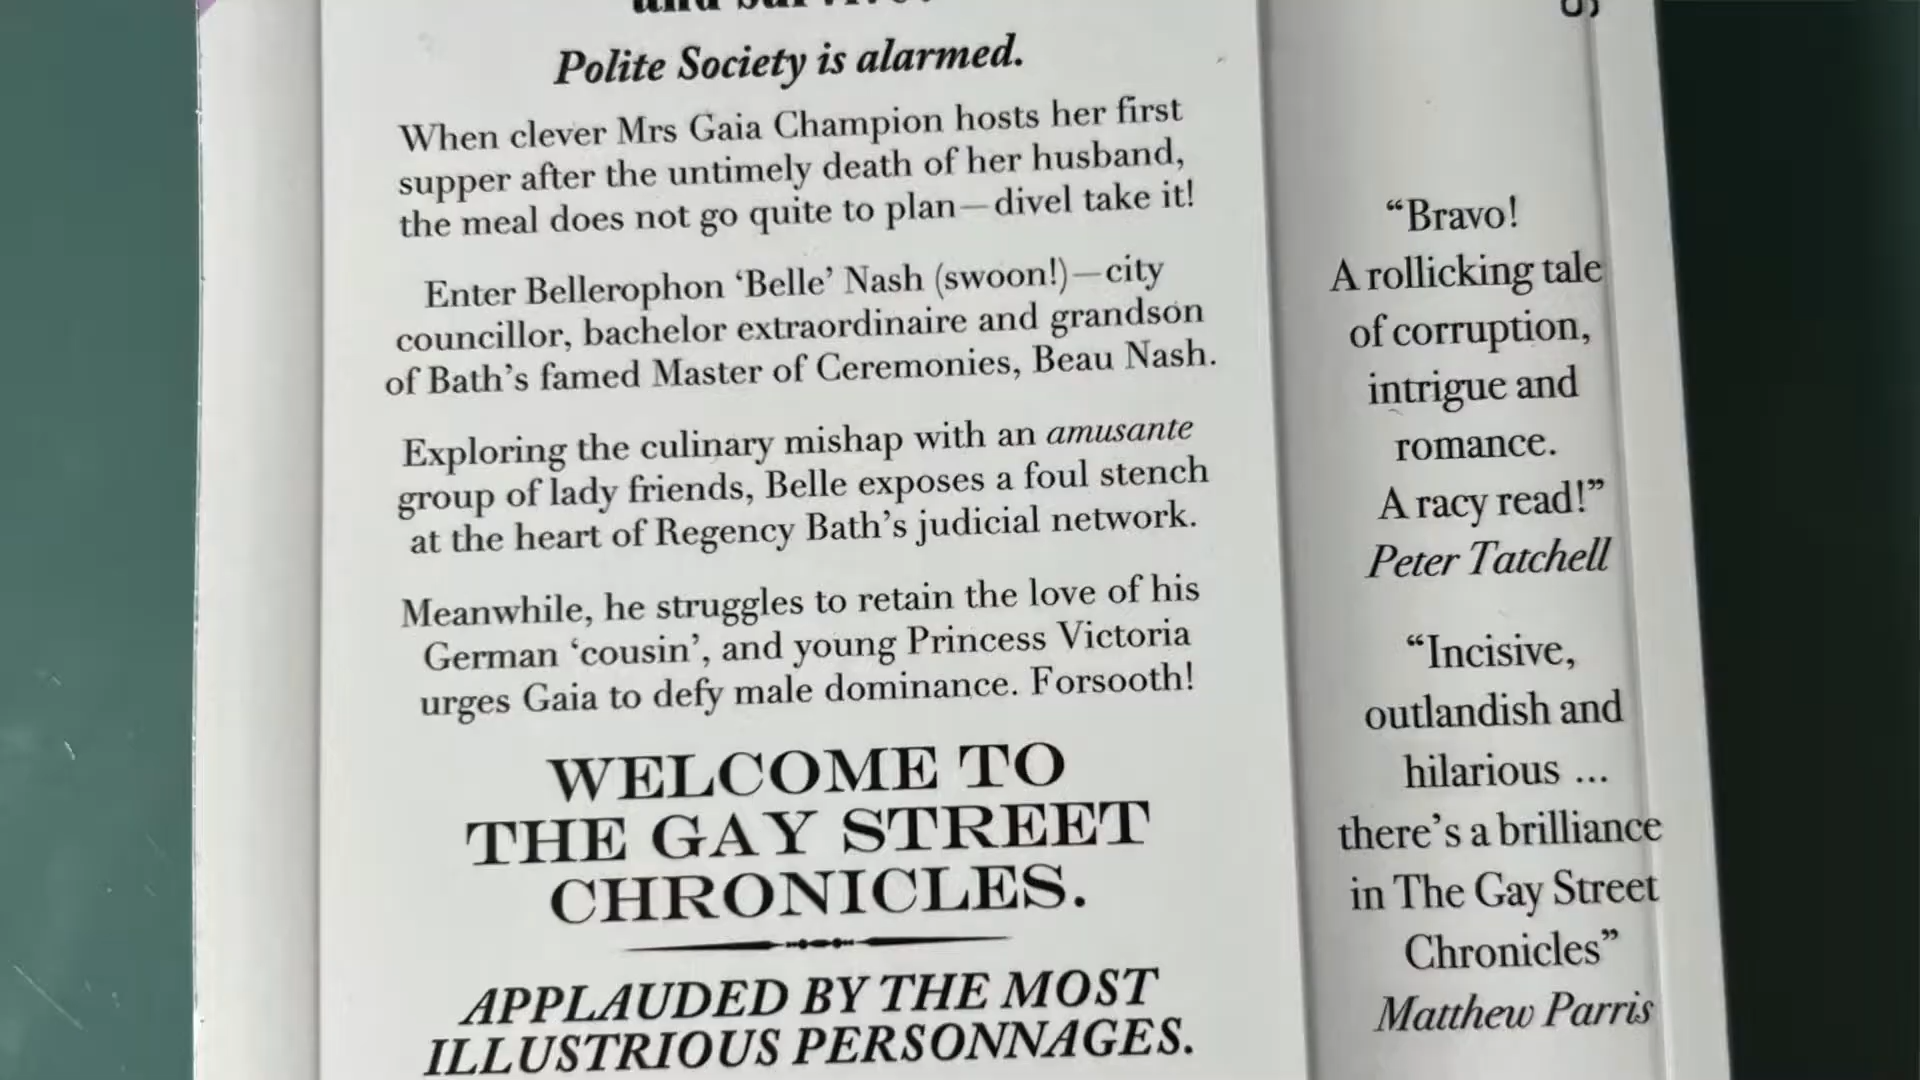 Polite Society is alarmed.
When clever Mrs Gaia Champion hosts her first
supper after the untimely death of her husband,
the meal does not go quite to plan—divel take it!
Enter Bellerophon ‘Belle’ Nash (swoon!)—city
councillor, bachelor extraordinaire and grandson
of Bath’s famed Master of Ceremonies, Beau Nash.
Exploring the culinary mishap with an amusante
group of lady friends, Belle exposes a foul stench
at the heart of Regency Bath’s judicial network.
Meanwhile, he struggles to retain the love of his
German ‘cousin’, and young Princess Victoria
urges Gaia to defy male dominance. Forsooth!
WELCOME TO
THE GAY STREET
CHRONICLES.
APPLAUDED BY THE MOST
ILLUSTRIOUS PERSONNAGES.
“Bravo!
A rollicking tale
of corruption,
intrigue and
romance.
A racy read!”
Peter Tatchell
“Incisive,
outlandish and
hilarious ...
there’s a brilliance
in The Gay Street
Chronicles”
Matthew Parris